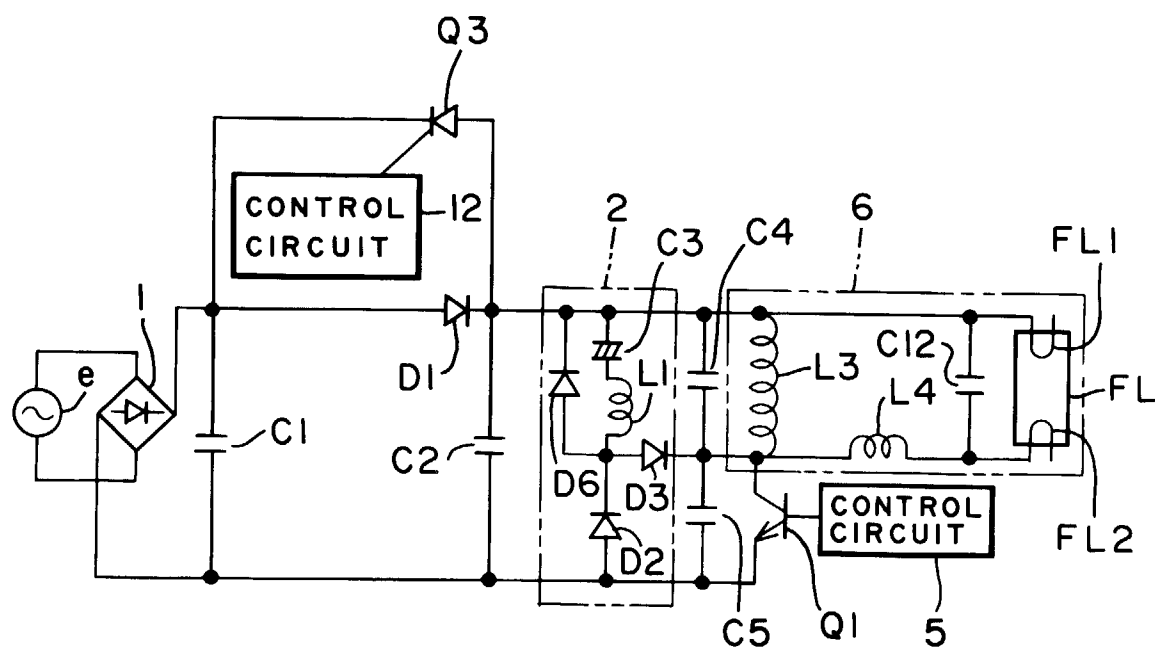 Q3
CONTROL
CIRCUIT
12
2
6
C3
C4
FL1
1
e
D1
L1
L3
C12
L4
FL
C1
C2
D6
D3
D2
CONTROL
CIRCUIT
FL2
C5
Q1
5